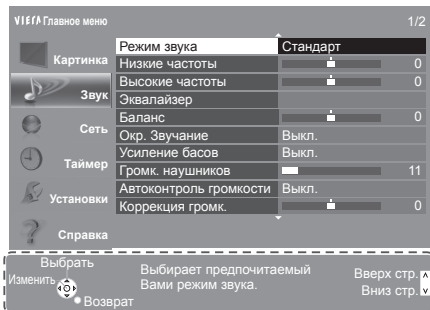 VIErA Главное меню 1/2
Картинка
Звук
Сеть
Таймер
Установки
Справка
Режим звука Стандарт
Низкие частоты 0
Высокие частоты 0
Эквалайзер
Баланс 0
Окр. Звучание Выкл.
Усиление басов Выкл.
Громк. наушников 11
Автоконтроль громкости Выкл.
Коррекция громк. 0
Выбрать
Изменить
Возврат
Выбирает предпочитаемый
Вами режим звука.
Вверх стр.
Вниз стр.